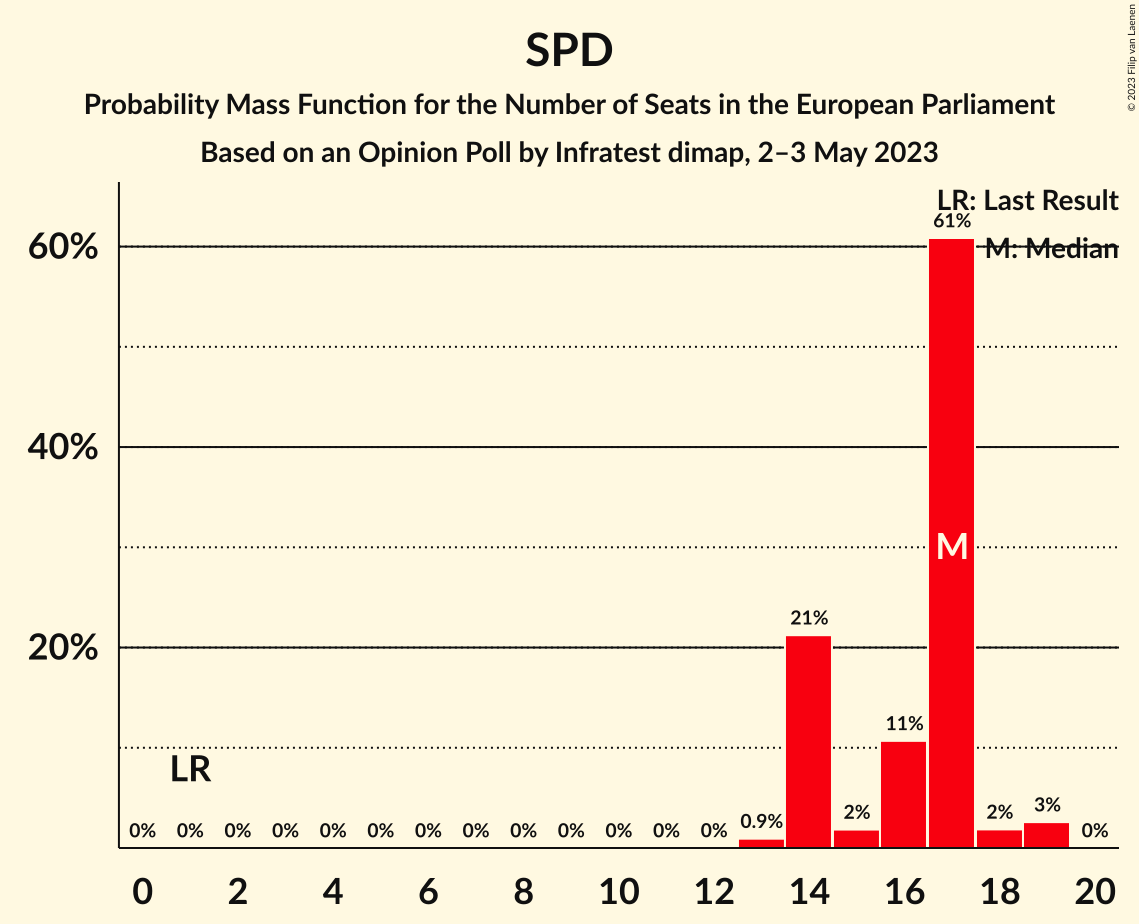 SPD
Probability Mass Function for the Number of Seats in the European Parliament
Based on an Opinion Poll by Infratest dimap, 2–3 May 2023
© 2023 Filip van Laenen
LR: Last Result
M: Median
61%
60%
40%
M
21%
20%
11%
LR
0% 0% 0% 0% 0% 0% 0% 0% 0% 0% 0% 0% 0% 0.9% 2% 2% 3% 0%
0 2 4 6 8 10 12 14 16 18 20